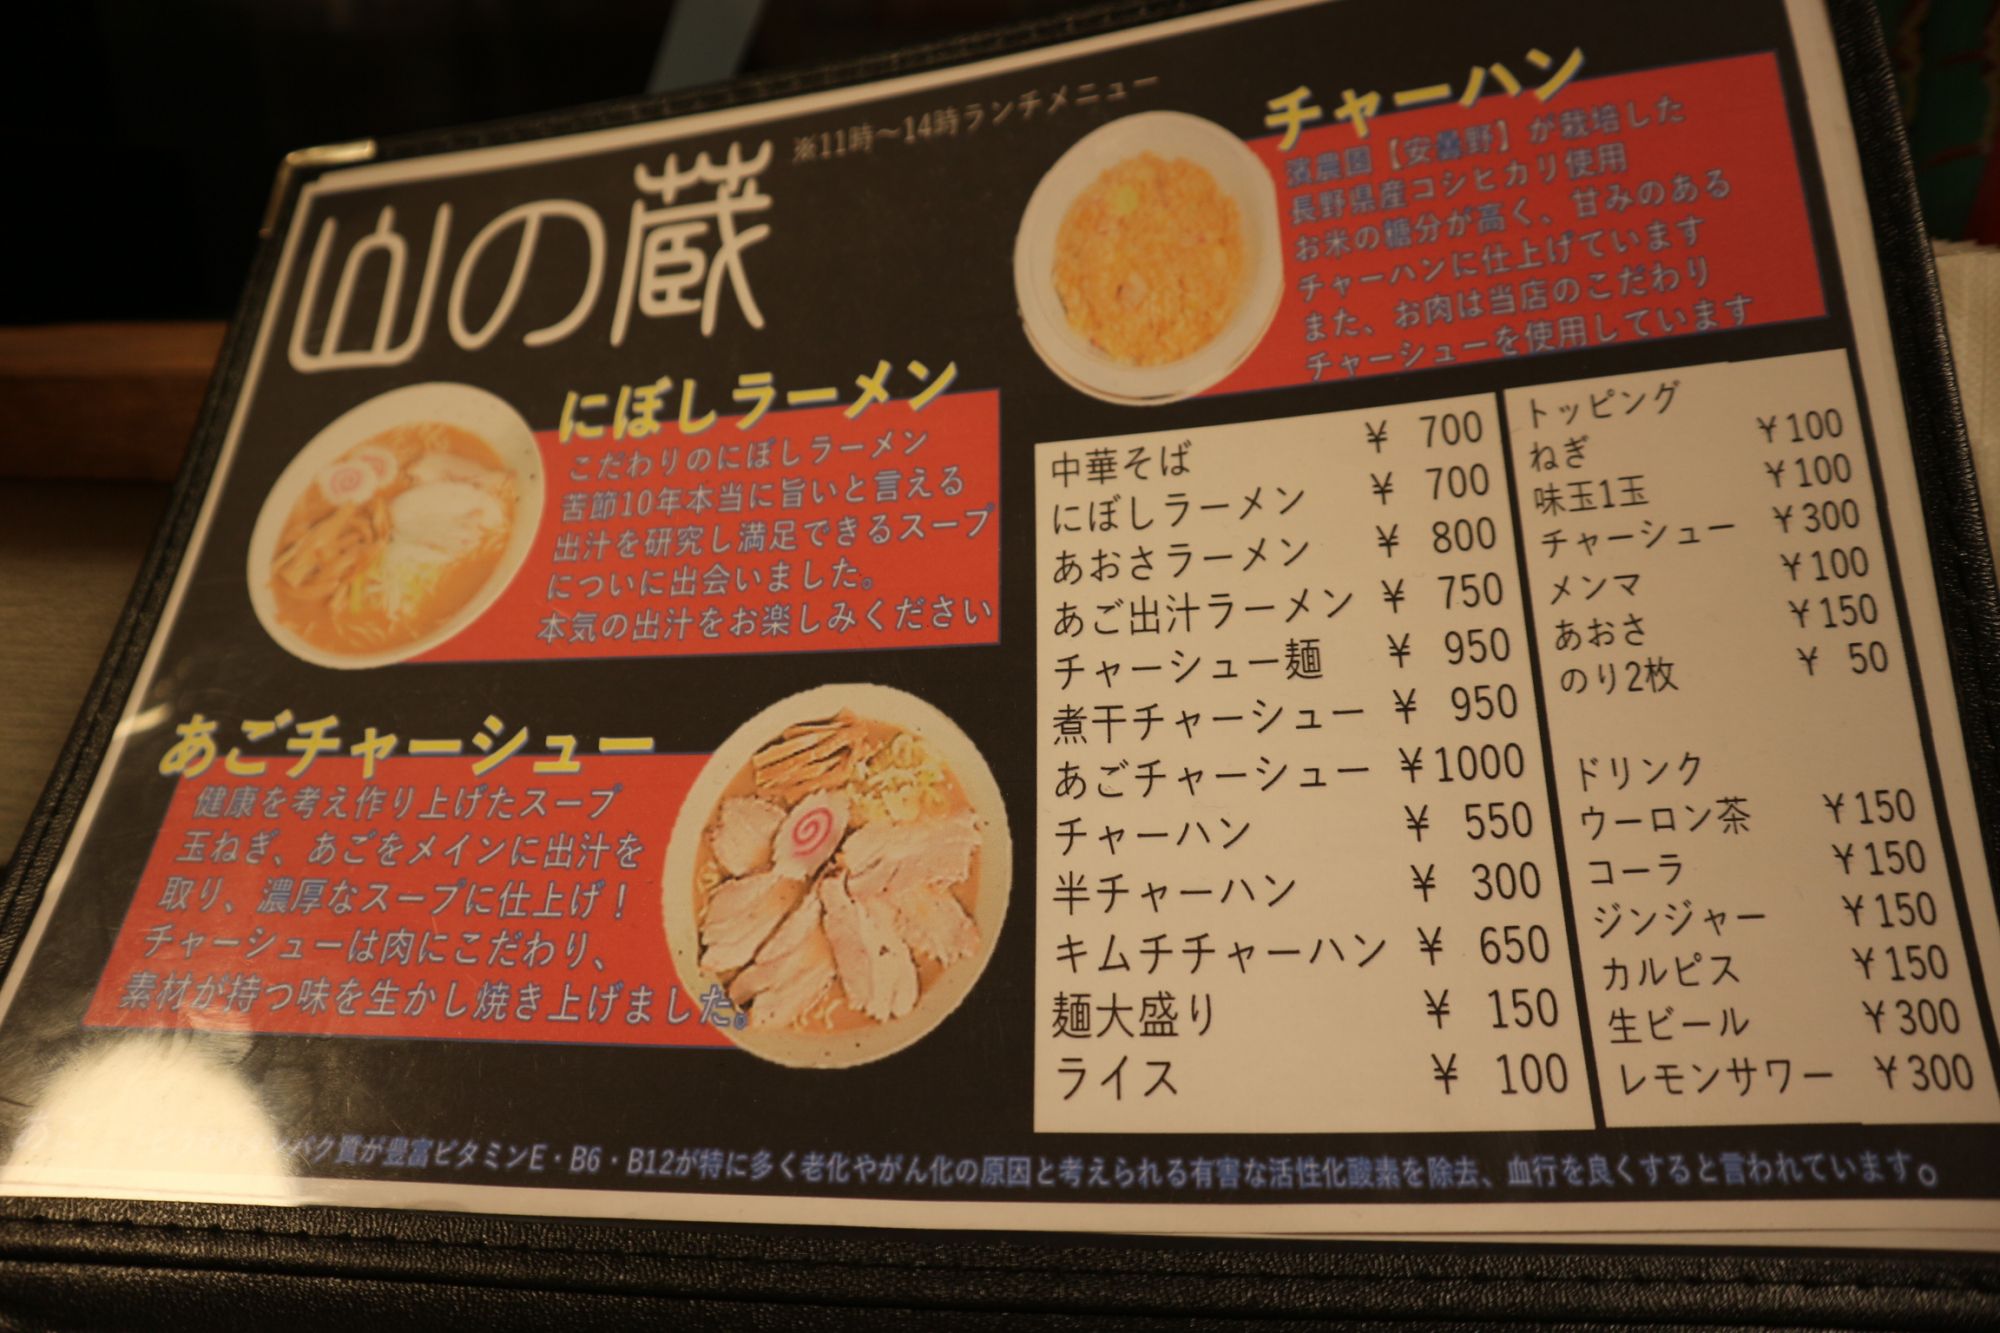 山の蔵
※11時～14時ランチメニュー
チャーハン
濱農園【安曇野】が栽培した
長野県産コシヒカリ使用
お米の糖分が高く、甘みのある
チャーハンに仕上げています
また、お肉は当店のこだわり
チャーシューを使用しています
にぼしラーメン
こだわりのにぼしラーメン
苦節10年本当に旨いと言える
出汁を研究し満足できるスープ
についに出会いました。
本気の出汁をお楽しみください
あごチャーシュー
健康を考え作り上げたスープ
玉ねぎ、あごをメインに出汁を
取り、濃厚なスープに仕上げ！
チャーシューは肉にこだわり、
素材が持つ味を生かし焼き上げました。
中華そば ¥ 700
にぼしラーメン ¥ 700
あおさラーメン ¥ 800
あご出汁ラーメン ¥ 750
チャーシュー麺 ¥ 950
煮干チャーシュー ¥ 950
あごチャーシュー ¥1000
チャーハン ¥ 550
半チャーハン ¥ 300
キムチチャーハン ¥ 650
麺大盛り ¥ 150
ライス ¥ 100
トッピング
ねぎ ¥100
味玉1玉 ¥100
チャーシュー ¥300
メンマ ¥100
あおさ ¥150
のり2枚 ¥ 50
ドリンク
ウーロン茶 ¥150
コーラ ¥150
ジンジャー ¥150
カルピス ¥150
生ビール ¥300
レモンサワー ¥300
パク質が豊富ビタミンE・B6・B12が特に多く老化やがん化の原因と考えられる有害な活性化酸素を除去、血行を良くすると言われています。